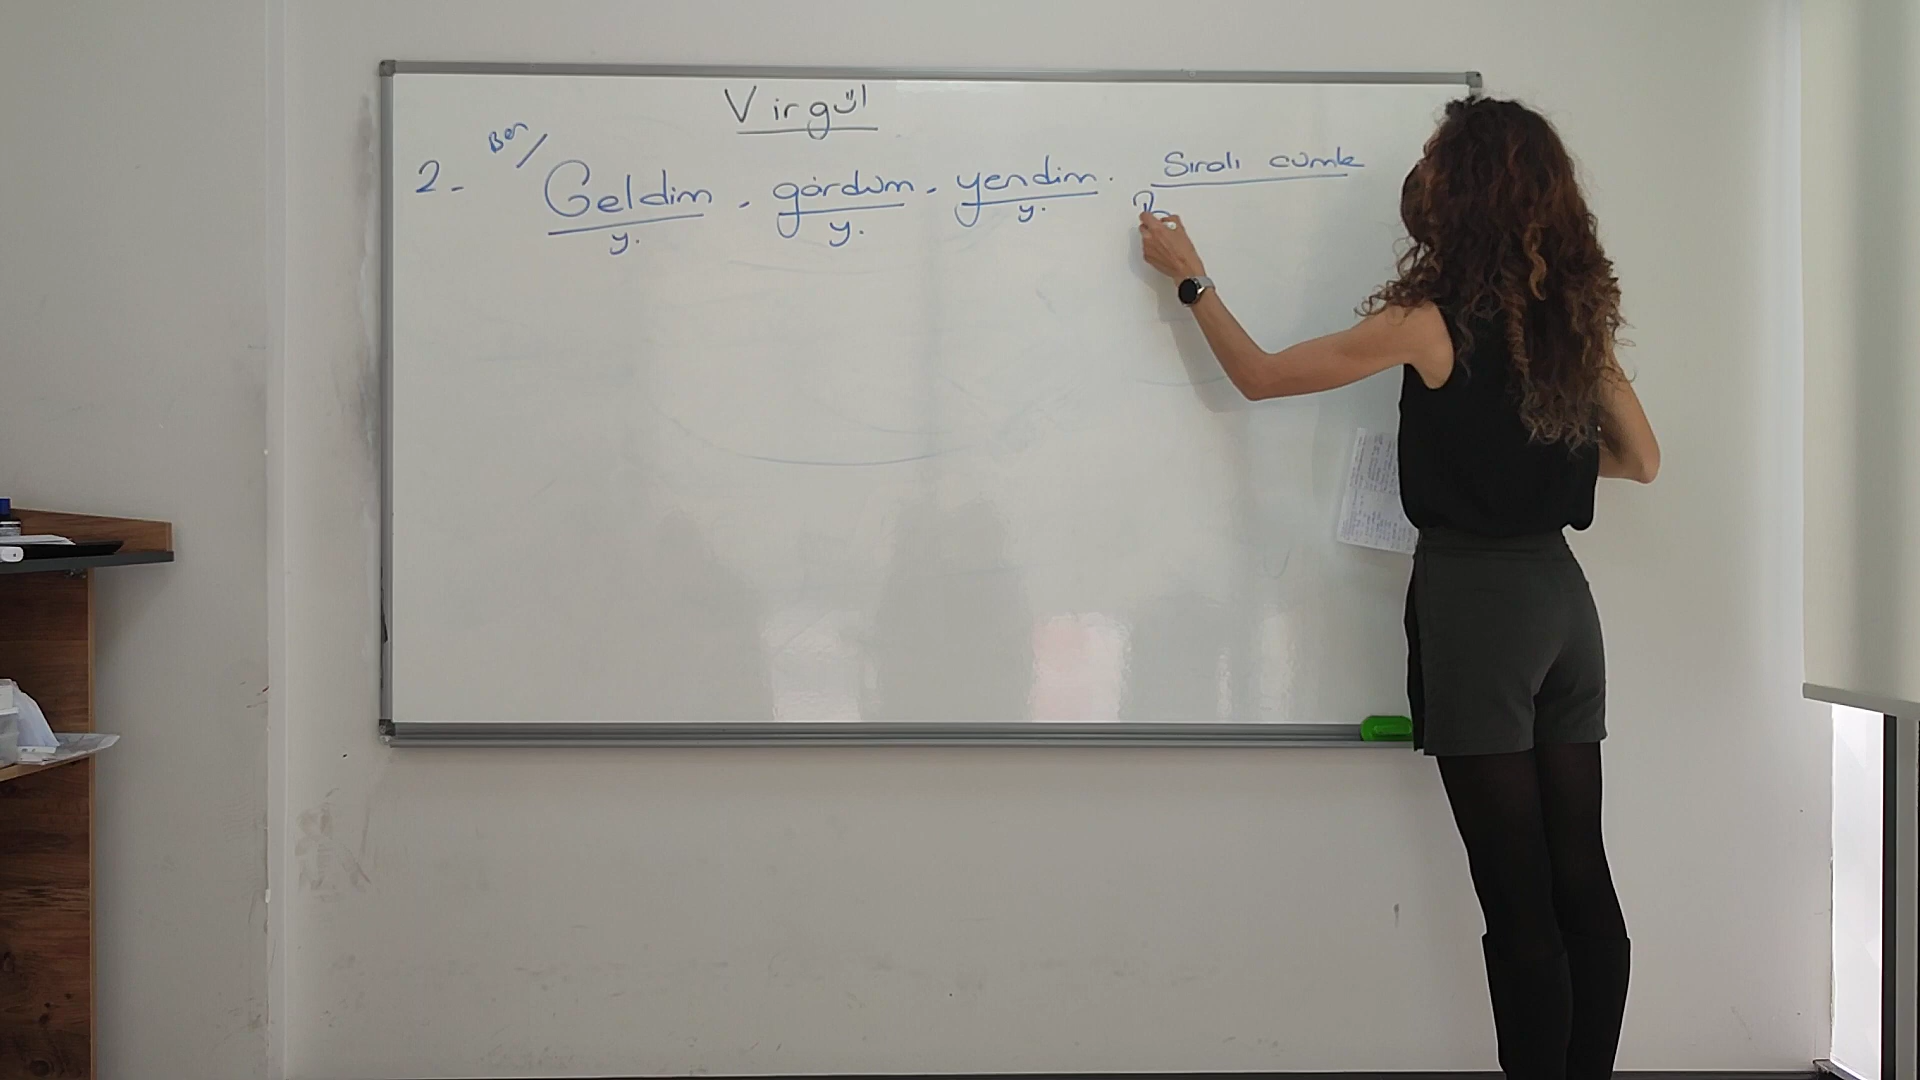 Virgül
2- Ben/ Geldim, gördüm, yendim. Sıralı cümle
y. y. y.